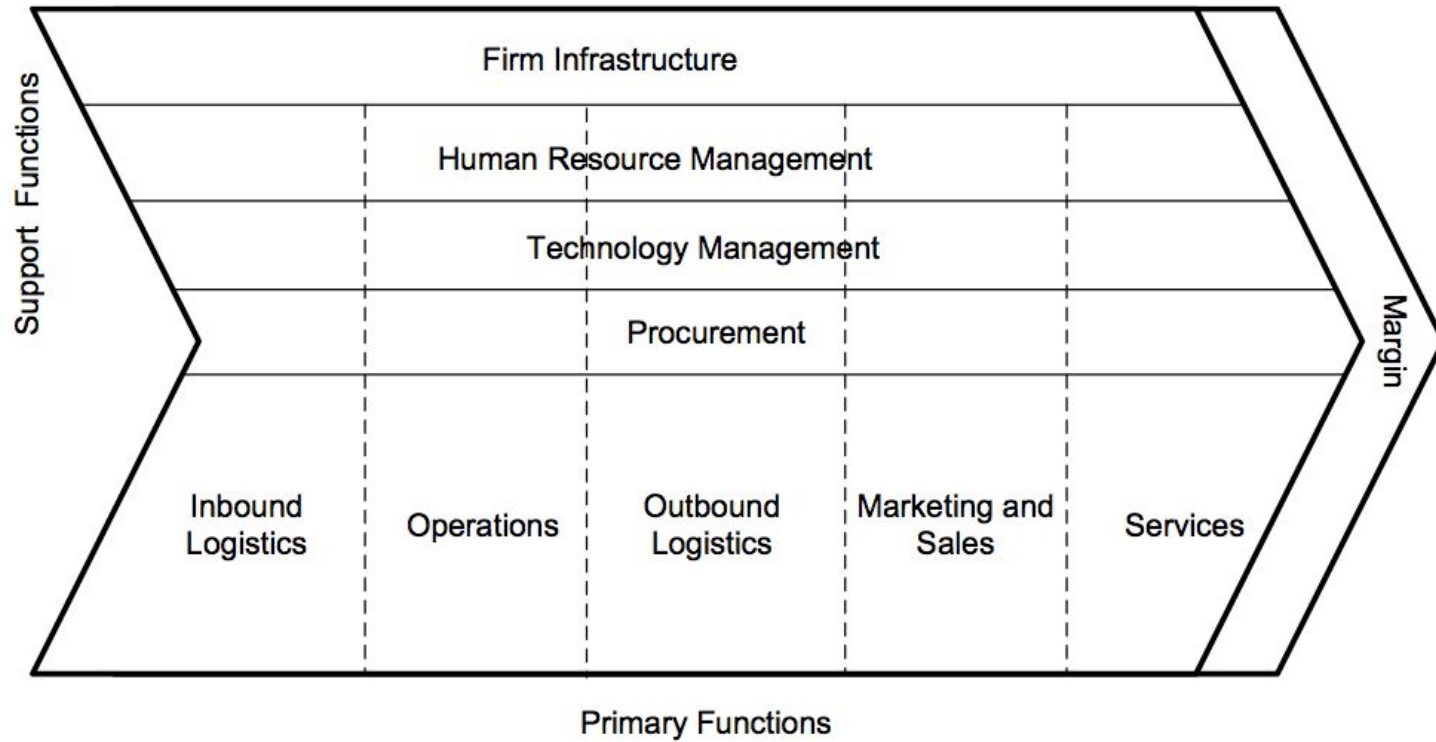 Support Functions
Firm Infrastructure
Human Resource Management
Technology Management
Procurement
Inbound
Logistics
Operations
Outbound
Logistics
Marketing and
Sales
Services
Margin
Primary Functions